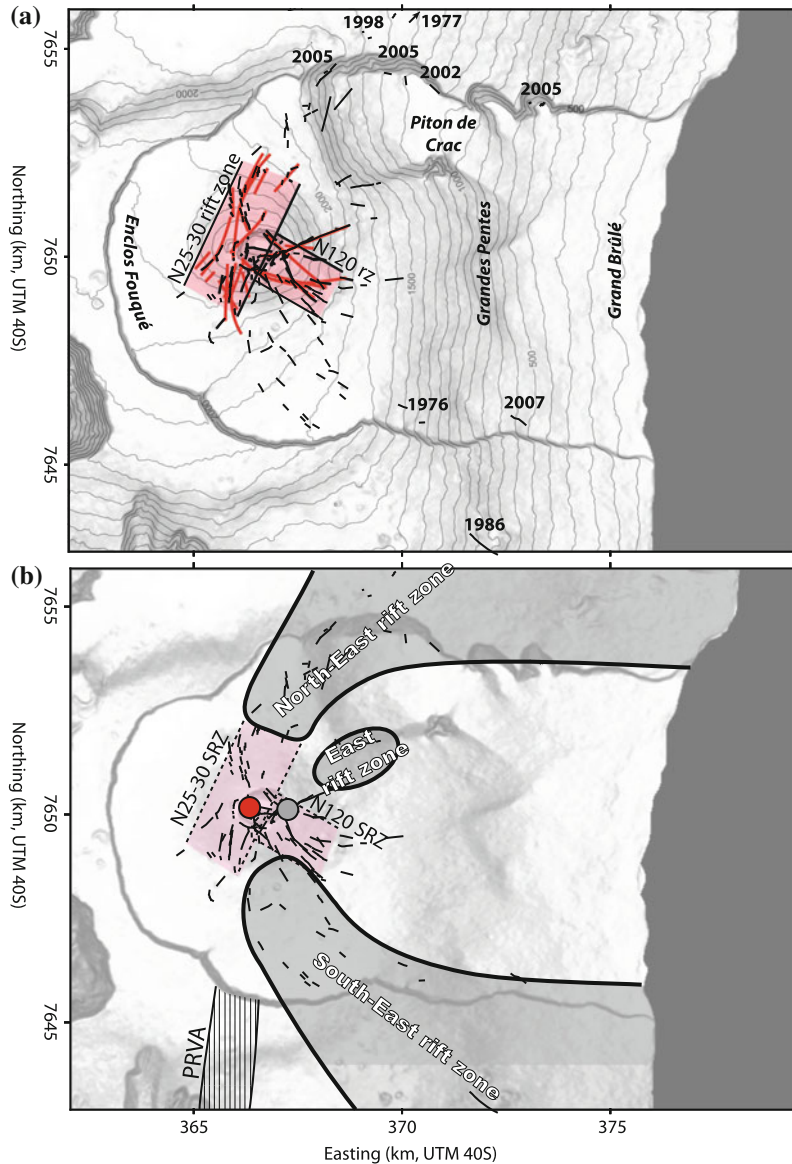 (a)
7655
7650
7645
Northing (km, UTM 40S)
1998
1977
2005
2005
2002
2005
Piton de
Crac
2000
500
1000
2000
N25-30 rift zone
N120 rz
Enclos Fouqué
1500
Grandes Pentes
Grand Brûlé
500
1976
2007
1986
(b)
7655
7650
7645
Northing (km, UTM 40S)
North-East rift zone
N25-30 SRZ
East
rift zone
N120 SRZ
South-East rift zone
PRVA
365
370
375
Easting (km, UTM 40S)